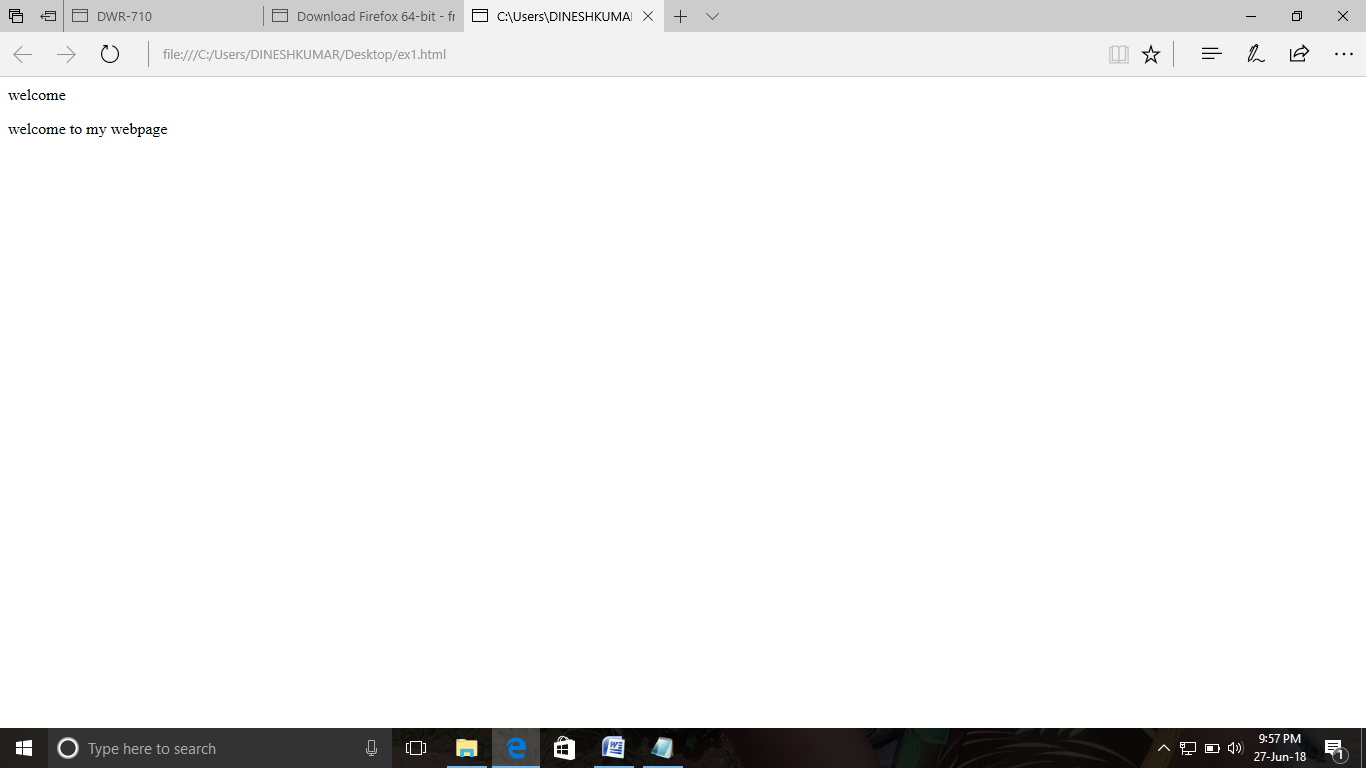 DWR-710
Download Firefox 64-bit - fr
C:\Users\DINESHKUMAI
file:///C:/Users/DINESHKUMAR/Desktop/ex1.html
welcome
welcome to my webpage
Type here to search
9:57 PM
27-Jun-18
1